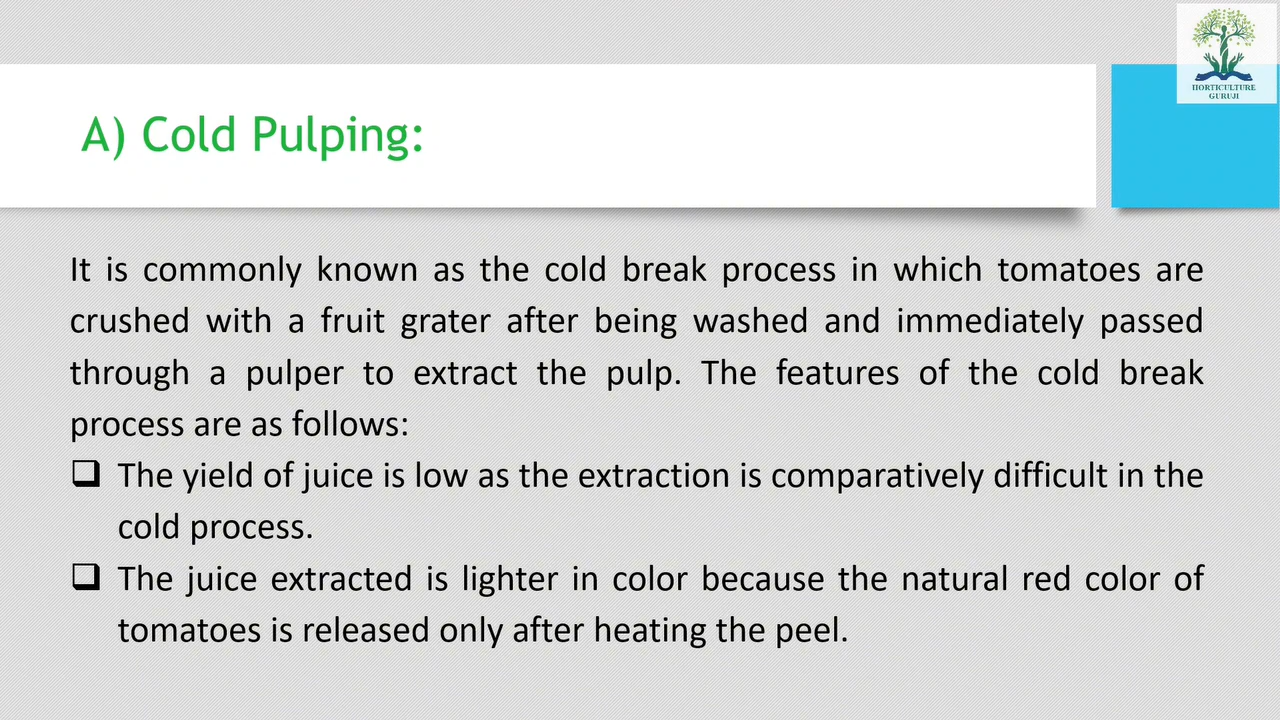 HORTICULTURE
GURUJI
A) Cold Pulping:
It is commonly known as the cold break process in which tomatoes are
crushed with a fruit grater after being washed and immediately passed
through a pulper to extract the pulp. The features of the cold break
process are as follows:
❑ The yield of juice is low as the extraction is comparatively difficult in the
cold process.
❑ The juice extracted is lighter in color because the natural red color of
tomatoes is released only after heating the peel.